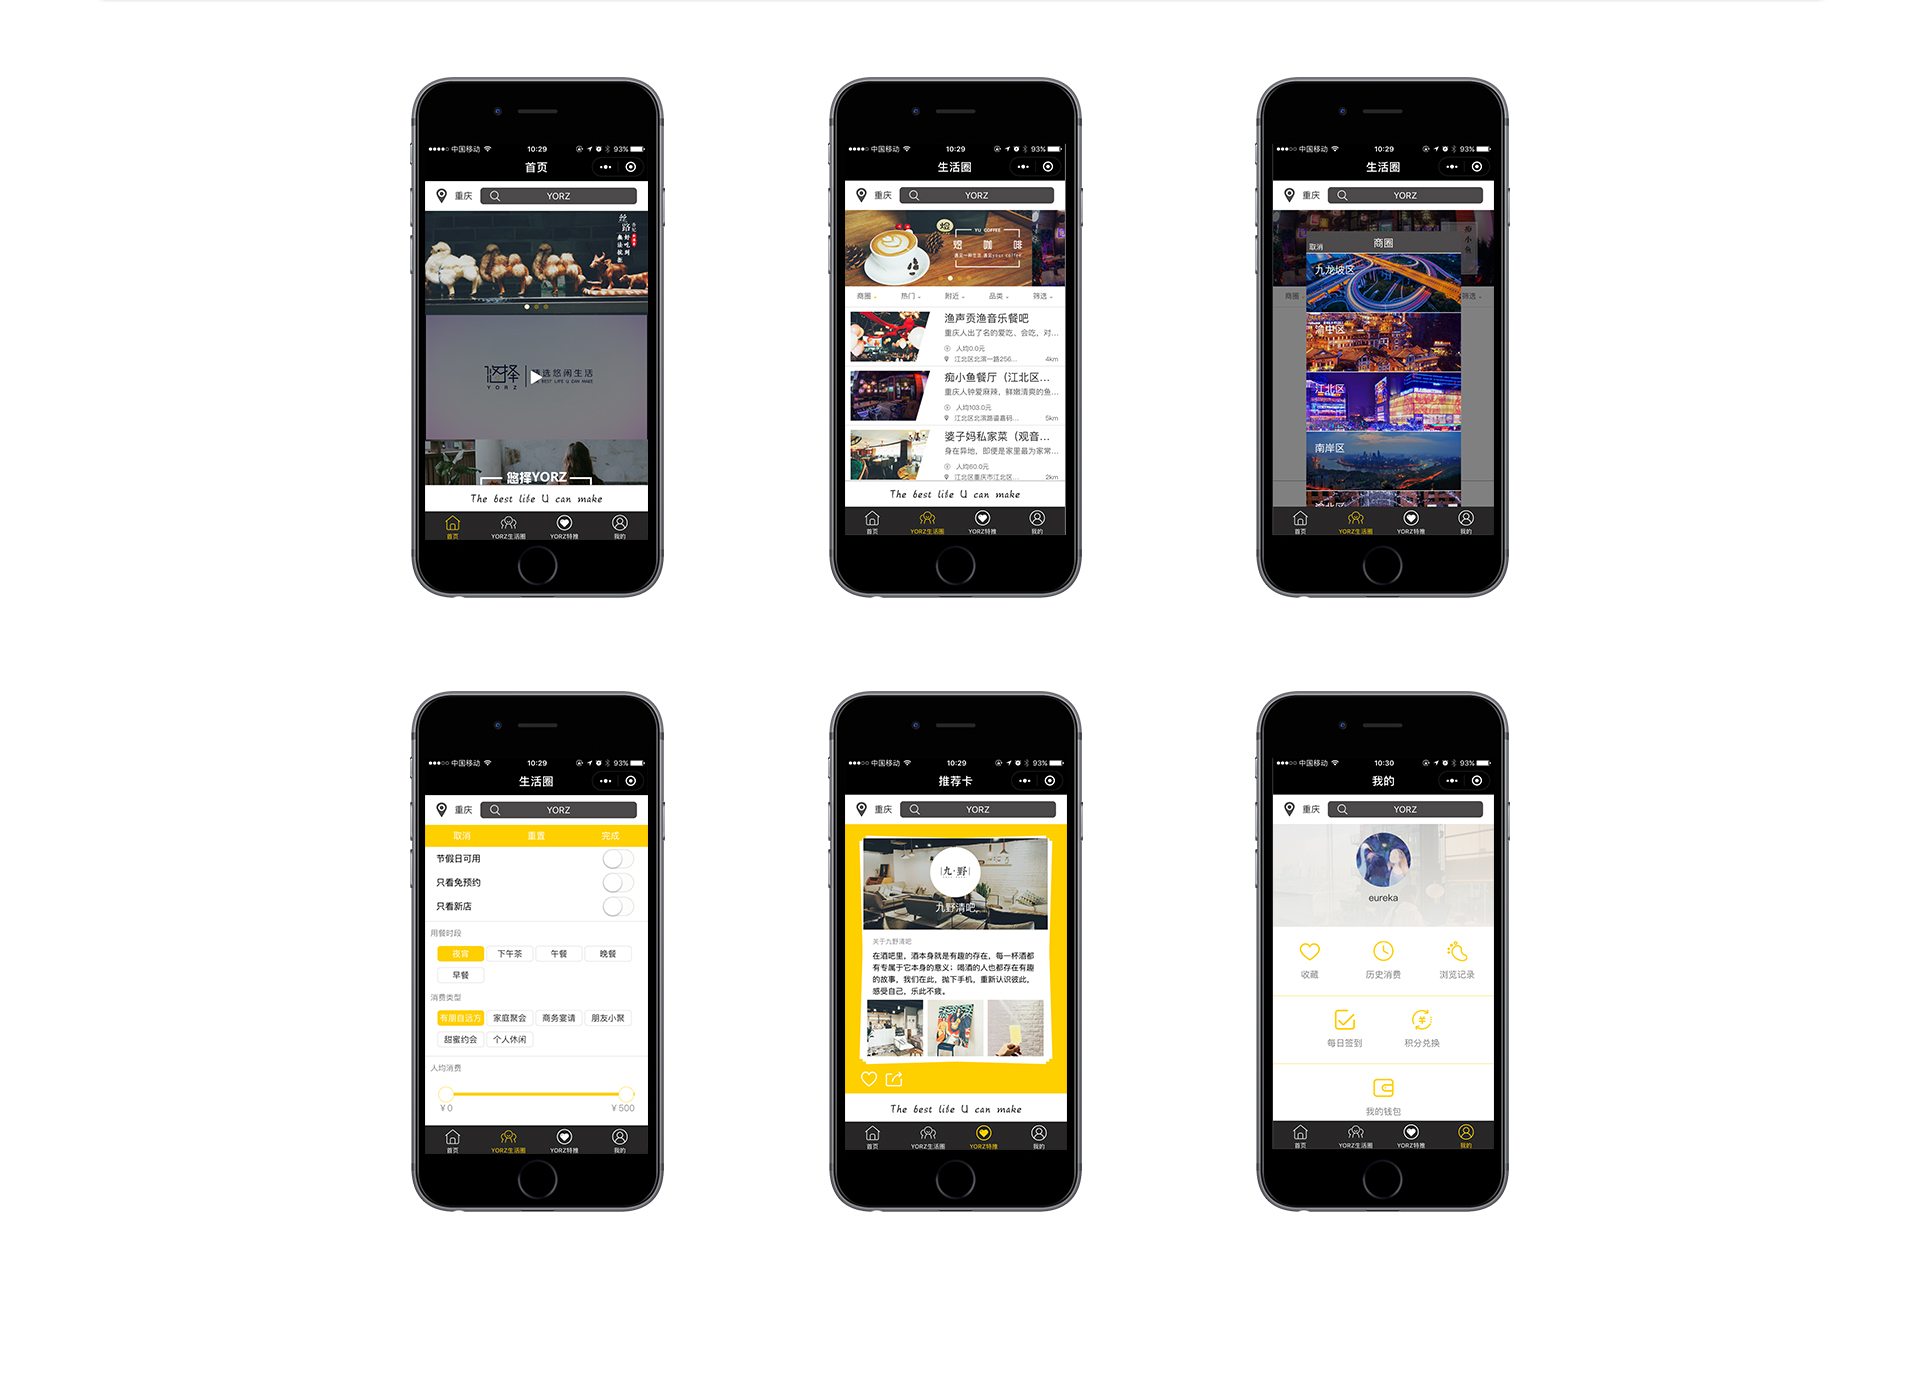 中国移动 10:29 93%
首页
重庆 YORZ
丝路
好吃到
无法抗拒
悠择 YORZ 精选悠闲生活
BEST LIFE U CAN MAKE
悠择YORZ
The best life U can make
首页 YORZ生活圈 YORZ特推 我的
中国移动 10:29 93%
生活圈
重庆 YORZ
YU COFFEE
煜咖啡
商圈 热门 附近 品类 筛选
渔声贡渔音乐餐吧
重庆人出了名的爱吃、会吃、对...
人均0.0元
江北区北滨一路256... 4km
痴小鱼餐厅（江北区...
重庆人钟爱麻辣，鲜嫩清爽的鱼...
人均103.0元
江北区北滨路鎏嘉码... 5km
婆子妈私家菜（观音...
身在异地，即便是家里最为家常...
人均60.0元
江北区重庆市江北区... 2km
The best life U can make
首页 YORZ生活圈 YORZ特推 我的
中国移动 10:29 93%
生活圈
重庆 YORZ
痴小鱼
取消 商圈
商圈 筛选
九龙坡区
渝中区
江北区
南岸区
渝北区
首页 YORZ生活圈 YORZ特推 我的
中国移动 10:29 93%
生活圈
重庆 YORZ
取消 重置 完成
节假日可用
只看免预约
只看新店
用餐时段
夜宵 下午茶 午餐 晚餐
早餐
消费类型
有朋自远方 家庭聚会 商务宴请 朋友小聚
甜蜜约会 个人休闲
人均消费
¥0 ¥500
首页 YORZ生活圈 YORZ特推 我的
中国移动 10:29 93%
推荐卡
重庆 YORZ
九·野
九野清吧
关于九野清吧
在酒吧里，酒本身就是有趣的存在，每一杯酒都
有专属于它本身的意义；喝酒的人也都存在有趣
的故事，我们在此，抛下手机，重新认识彼此，
感受自己，乐此不疲。
The best life U can make
首页 YORZ生活圈 YORZ特推 我的
中国移动 10:30 93%
我的
重庆 YORZ
eureka
收藏 历史消费 浏览记录
每日签到 积分兑换
我的钱包
首页 YORZ生活圈 YORZ特推 我的